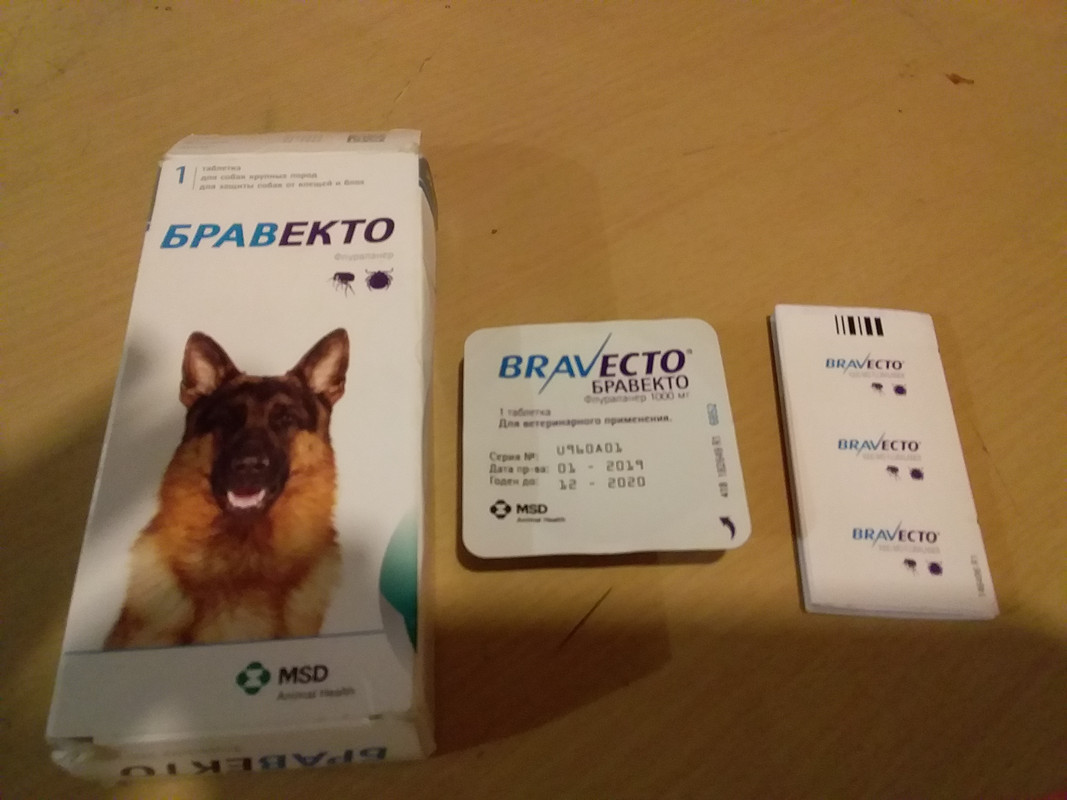 1
таблетка
для собак крупных пород
для защиты собак от клещей и блох
БРАВЕКТО
Флураланер
MSD
Animal Health
БРАВЕКТО
BRAVECTO
БРАВЕКТО
Флураланер 1000 мг
1 таблетка
Для ветеринарного применения.
Серия №: U960A01
Дата пр-ва: 01 - 2019
Годен до: 12 - 2020
MSD
Animal Health
BRAVECTO
BRAVECTO
BRAVECTO